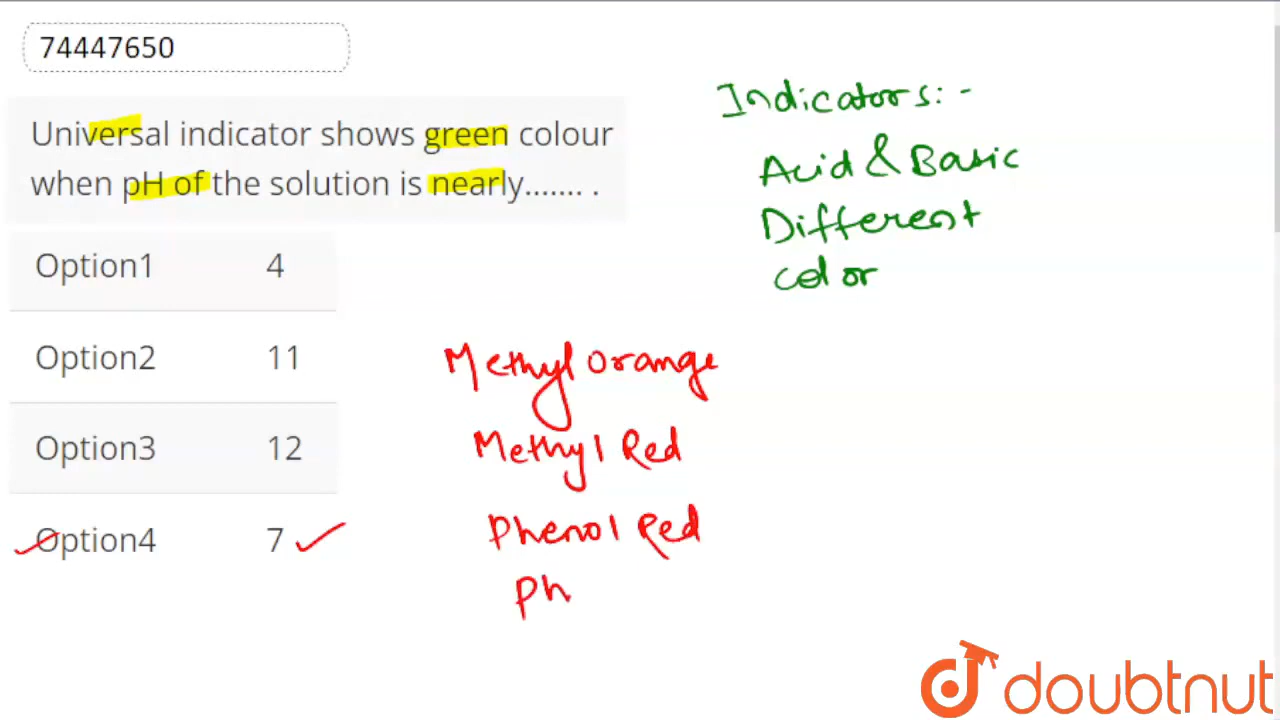 74447650
Universal indicator shows green colour
when pH of the solution is nearly....... .
Option1 4
Option2 11
Option3 12
Option4 7
Indicators:-
Acid & Basic
Different
color
Methyl orange
Methyl Red
Phenol Red
Ph
doubtnut